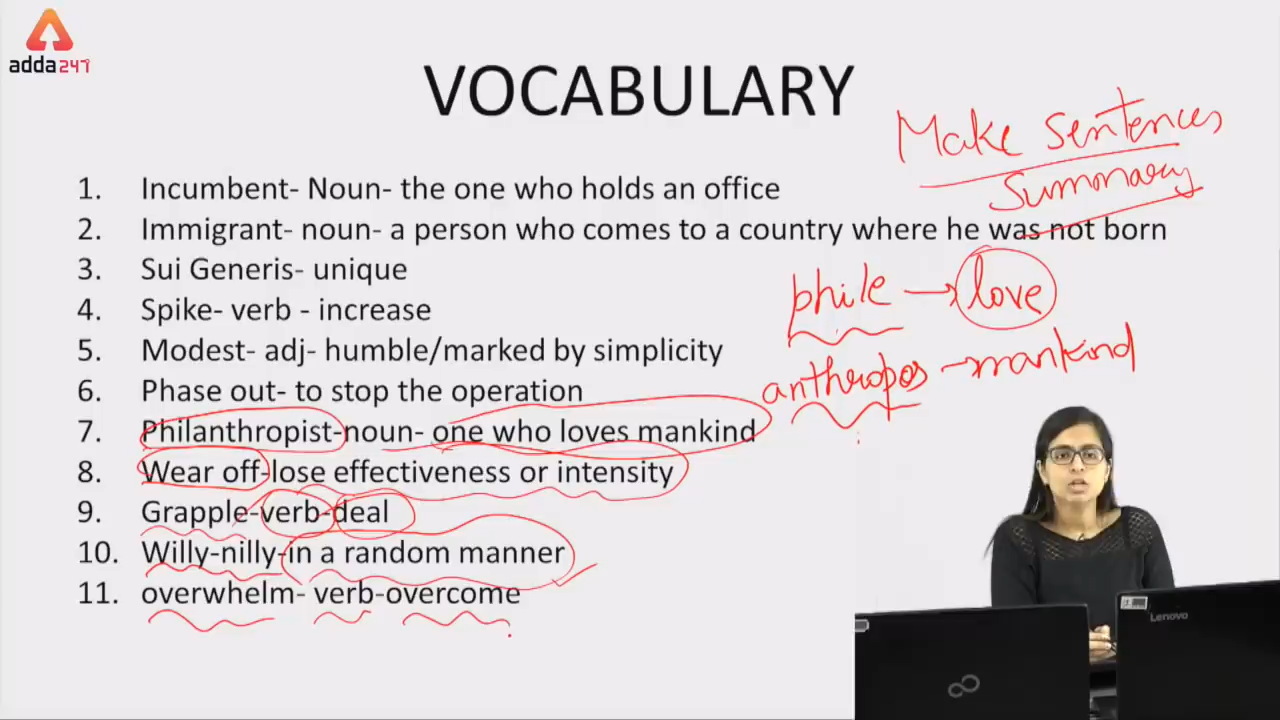 adda247
VOCABULARY
Make Sentences
Summary
1. Incumbent- Noun- the one who holds an office
2. Immigrant- noun- a person who comes to a country where he was not born
3. Sui Generis- unique
4. Spike- verb - increase
5. Modest- adj- humble/marked by simplicity
6. Phase out- to stop the operation
7. Philanthropist-noun- one who loves mankind
8. Wear off-lose effectiveness or intensity
9. Grapple-verb-deal
10. Willy-nilly-in a random manner
11. overwhelm- verb-overcome
phile → love
anthropos - mankind
Lenovo